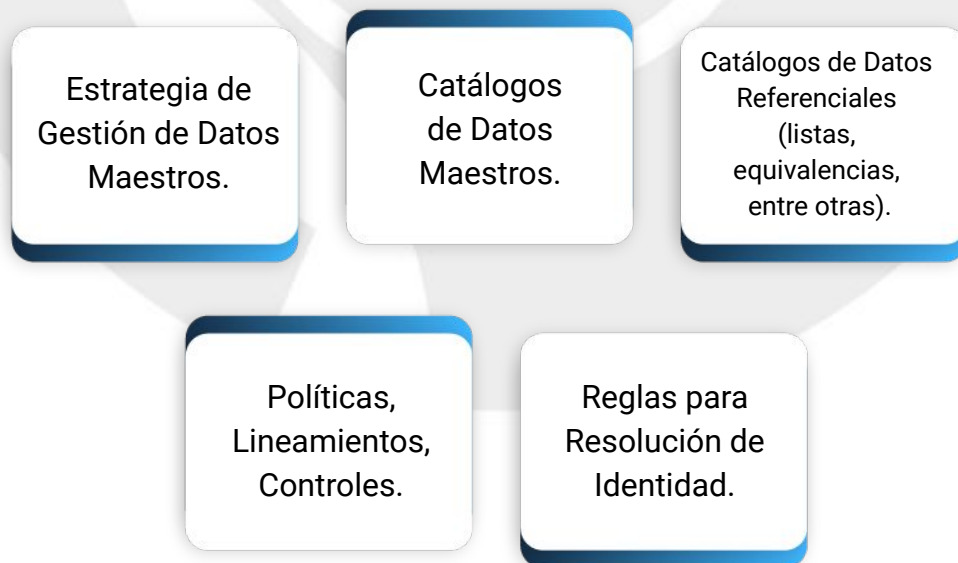 Estrategia de
Gestión de Datos
Maestros.
Catálogos
de Datos
Maestros.
Catálogos de Datos
Referenciales
(listas,
equivalencias,
entre otras).
Políticas,
Lineamientos,
Controles.
Reglas para
Resolución de
Identidad.